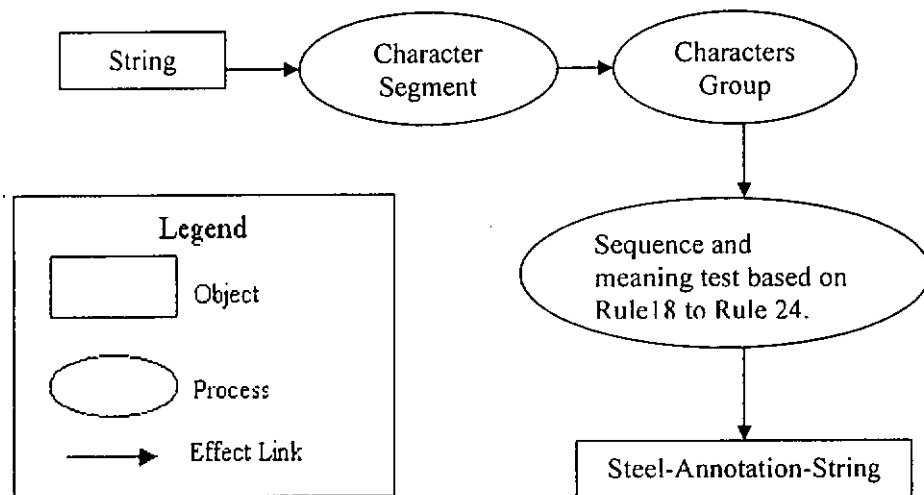 String
Character
Segment
Characters
Group
Sequence and
meaning test based on
Rule18 to Rule 24.
Steel-Annotation-String
Legend
Object
Process
Effect Link